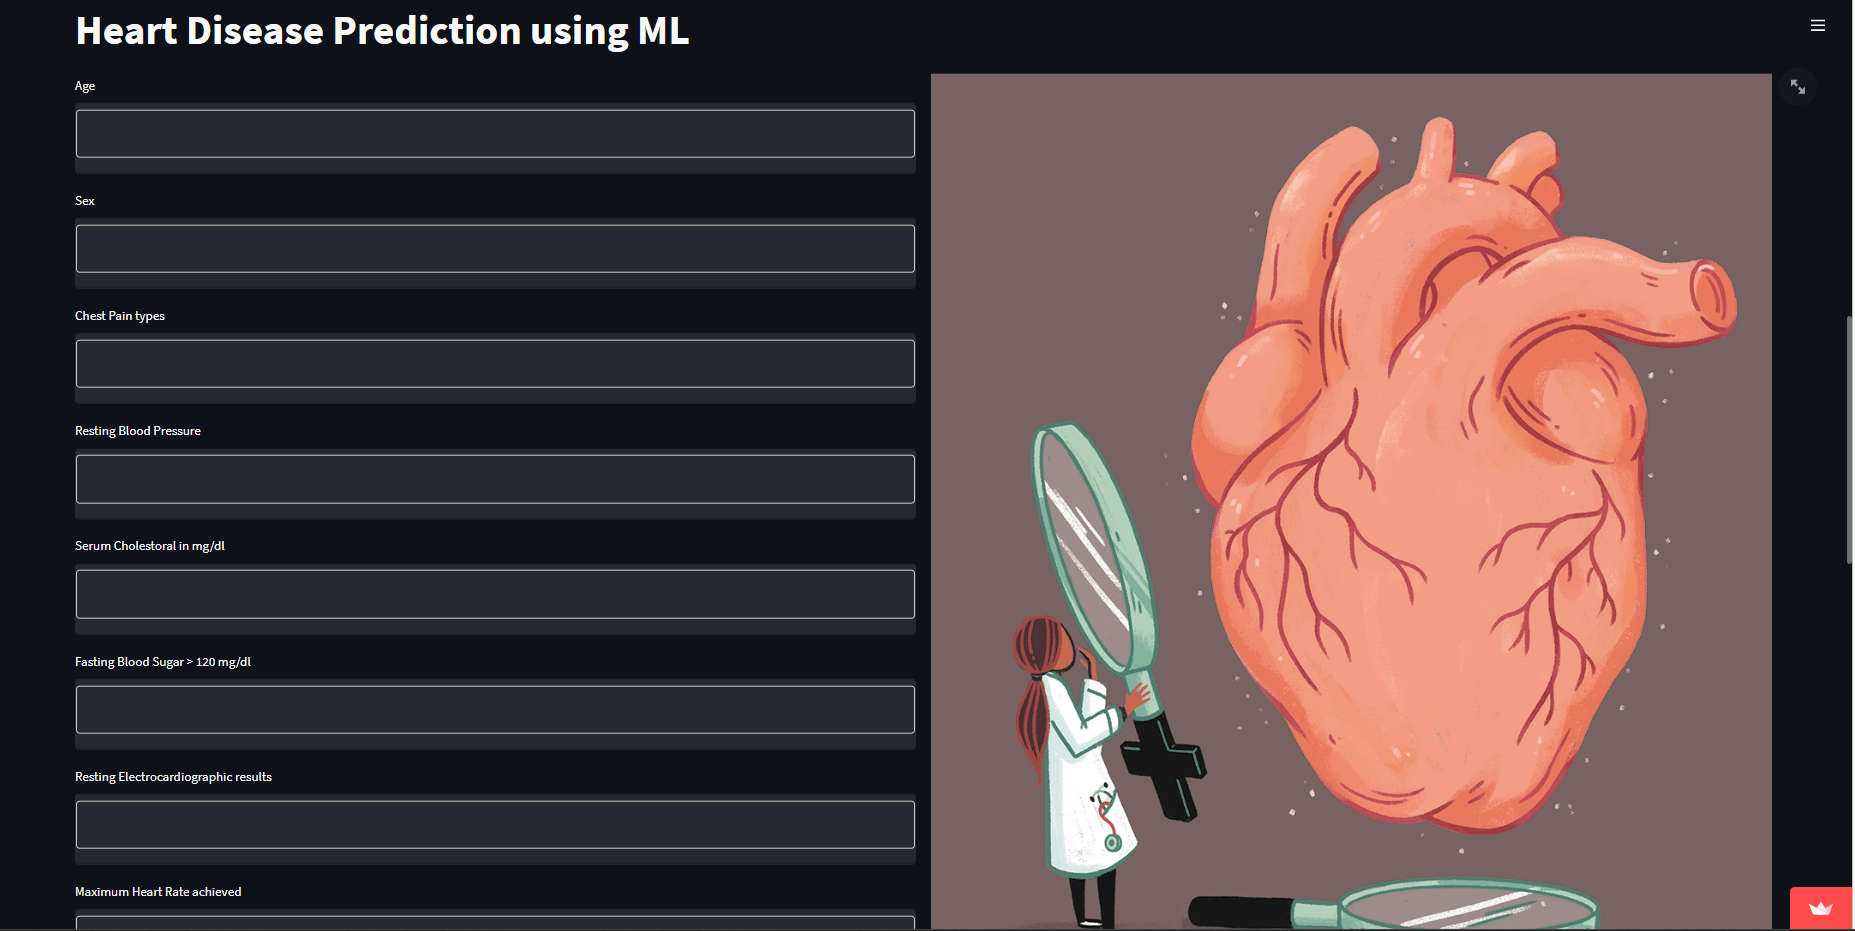 Heart Disease Prediction using ML
Age
Sex
Chest Pain types
Resting Blood Pressure
Serum Cholestoral in mg/dl
Fasting Blood Sugar > 120 mg/dl
Resting Electrocardiographic results
Maximum Heart Rate achieved